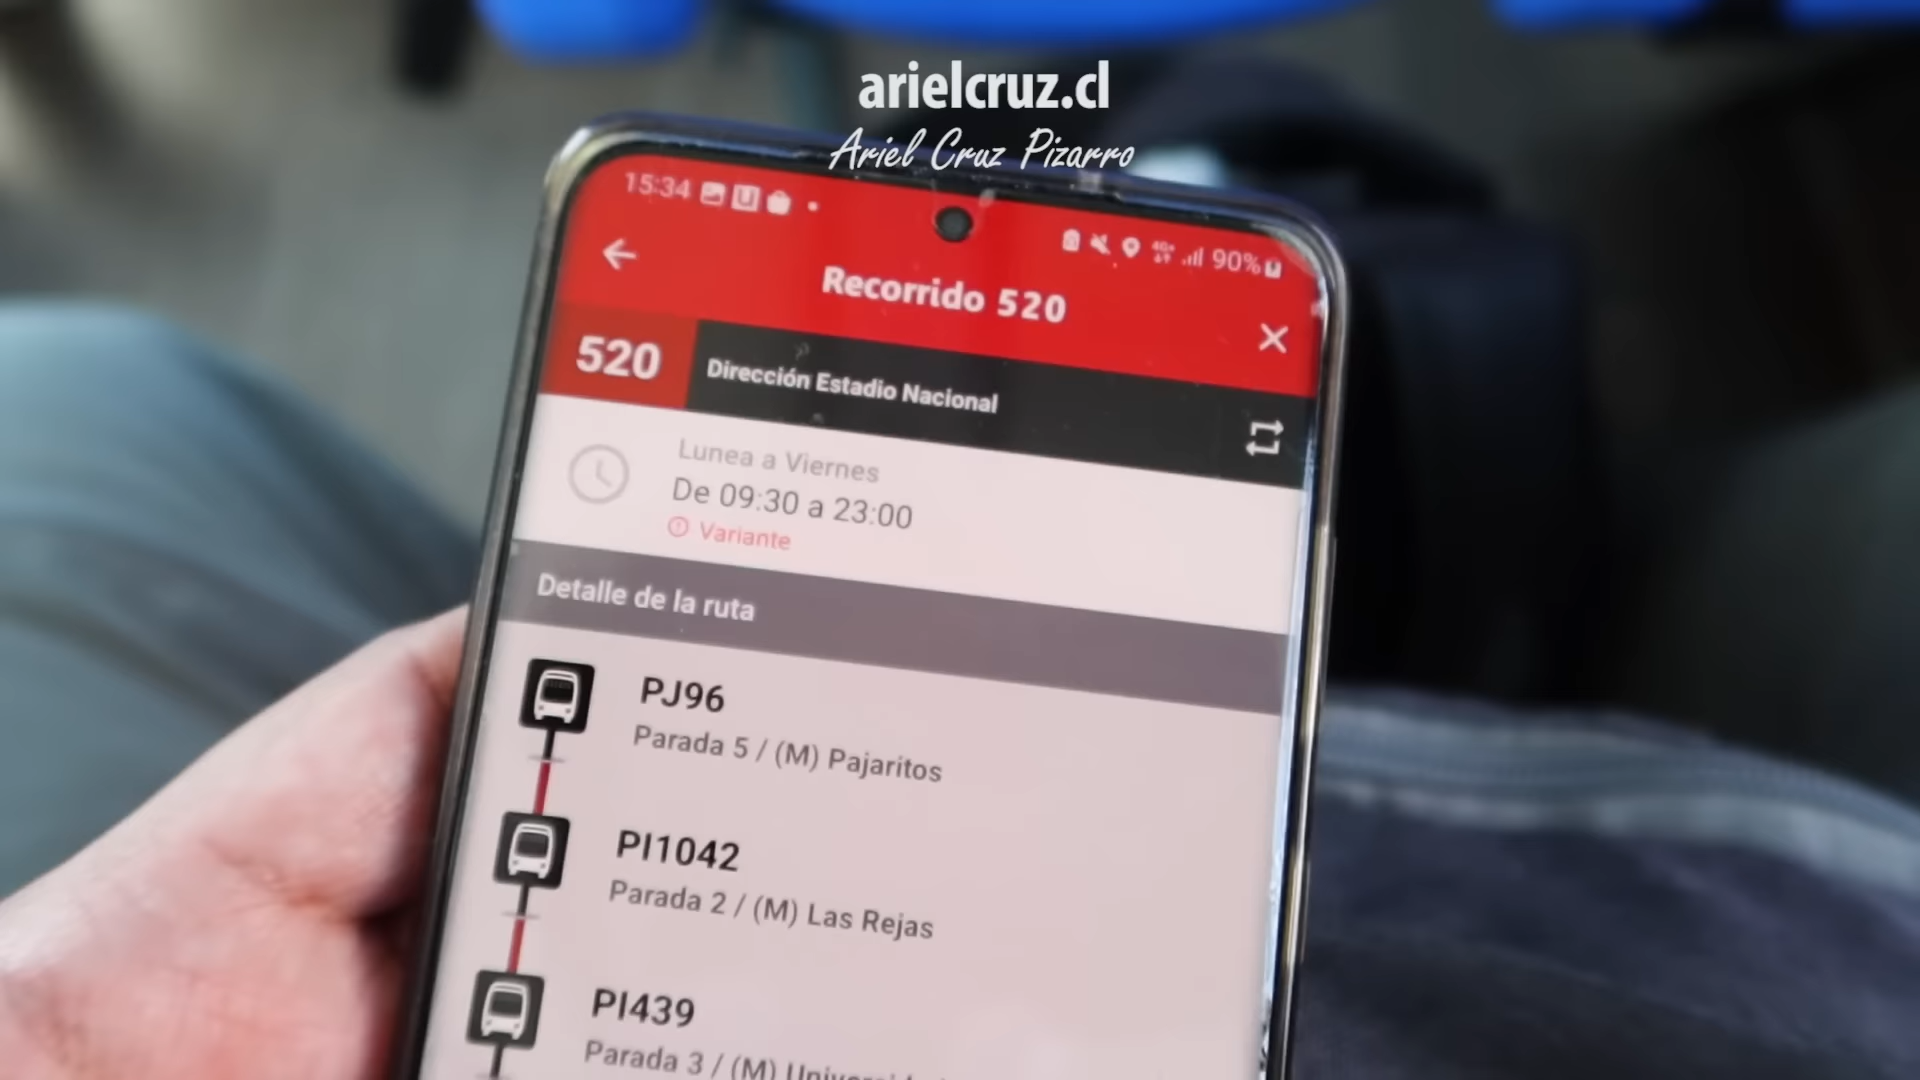 arielcruz.cl
Ariel Cruz Pizarro
15:34
4G+
90%
Recorrido 520
520
Dirección Estadio Nacional
Lunea a Viernes
De 09:30 a 23:00
Variante
Detalle de la ruta
PJ96
Parada 5 / (M) Pajaritos
PI1042
Parada 2 / (M) Las Rejas
PI439
Parada 3 / (M)